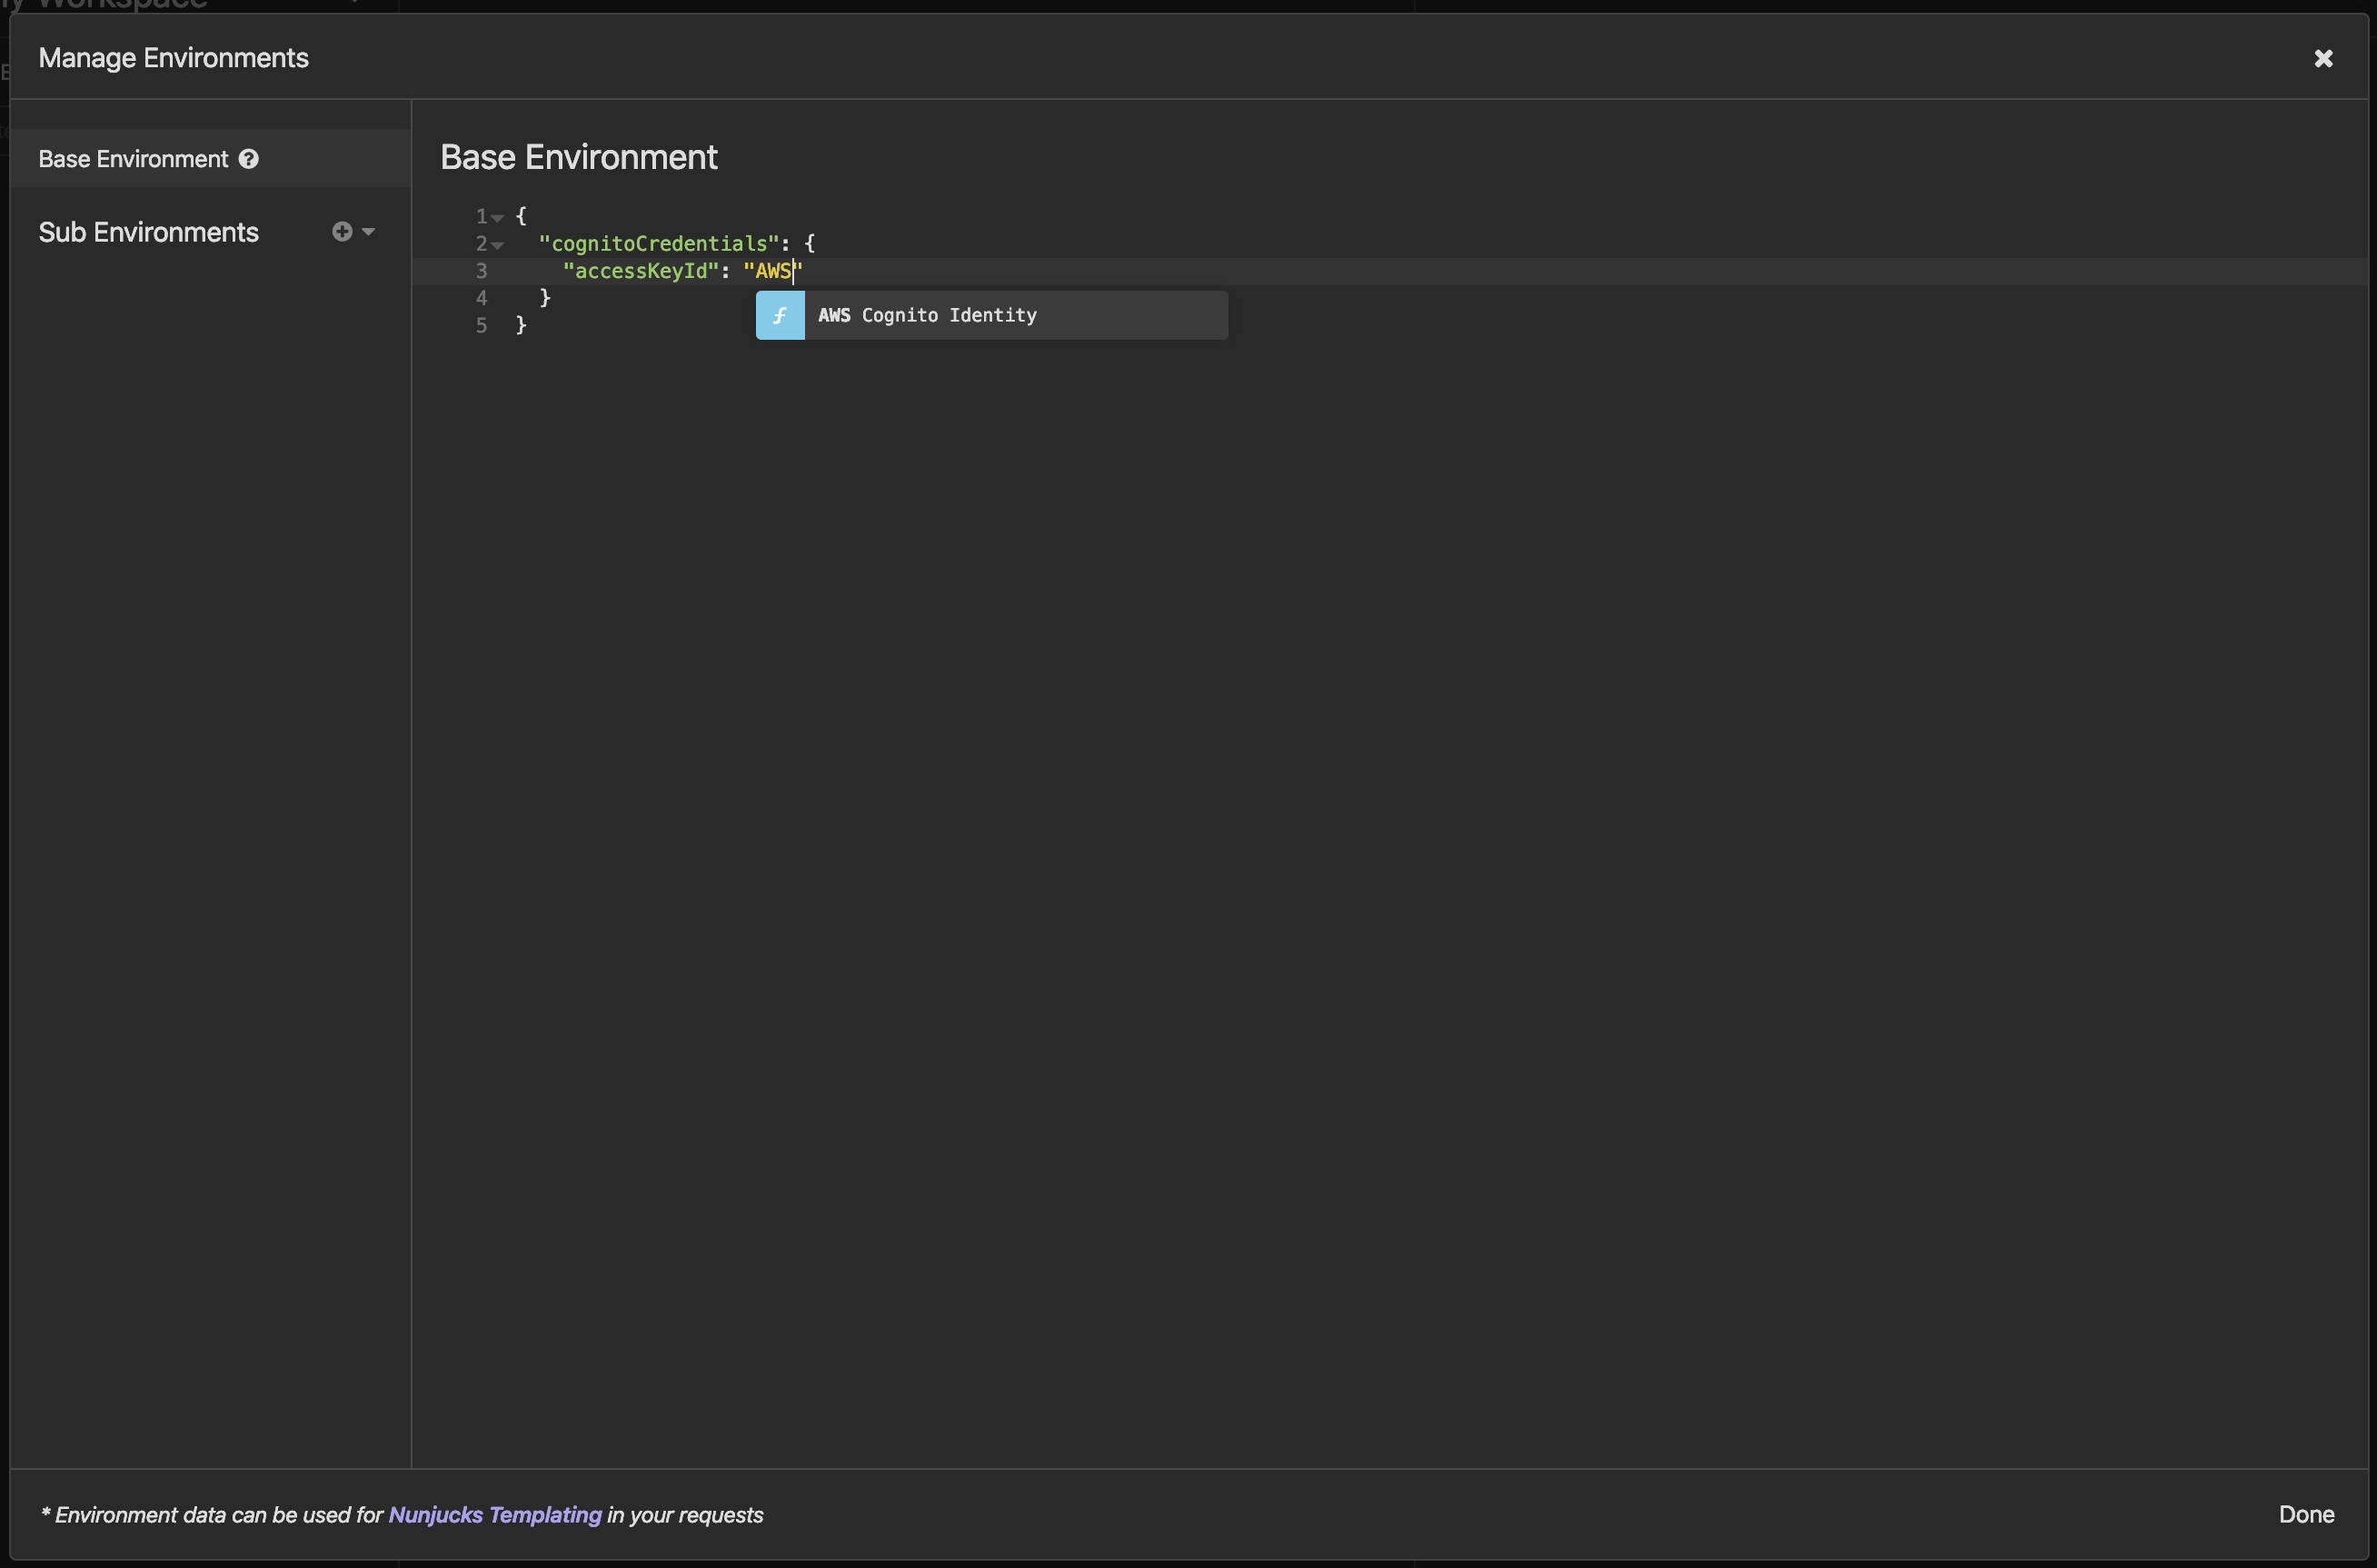 y Workspace
Manage Environments
Base Environment
Sub Environments
Base Environment
1 {
2 "cognitoCredentials": {
3 "accessKeyId": "AWS"
4 }
5 }
AWS Cognito Identity
* Environment data can be used for Nunjucks Templating in your requests
Done